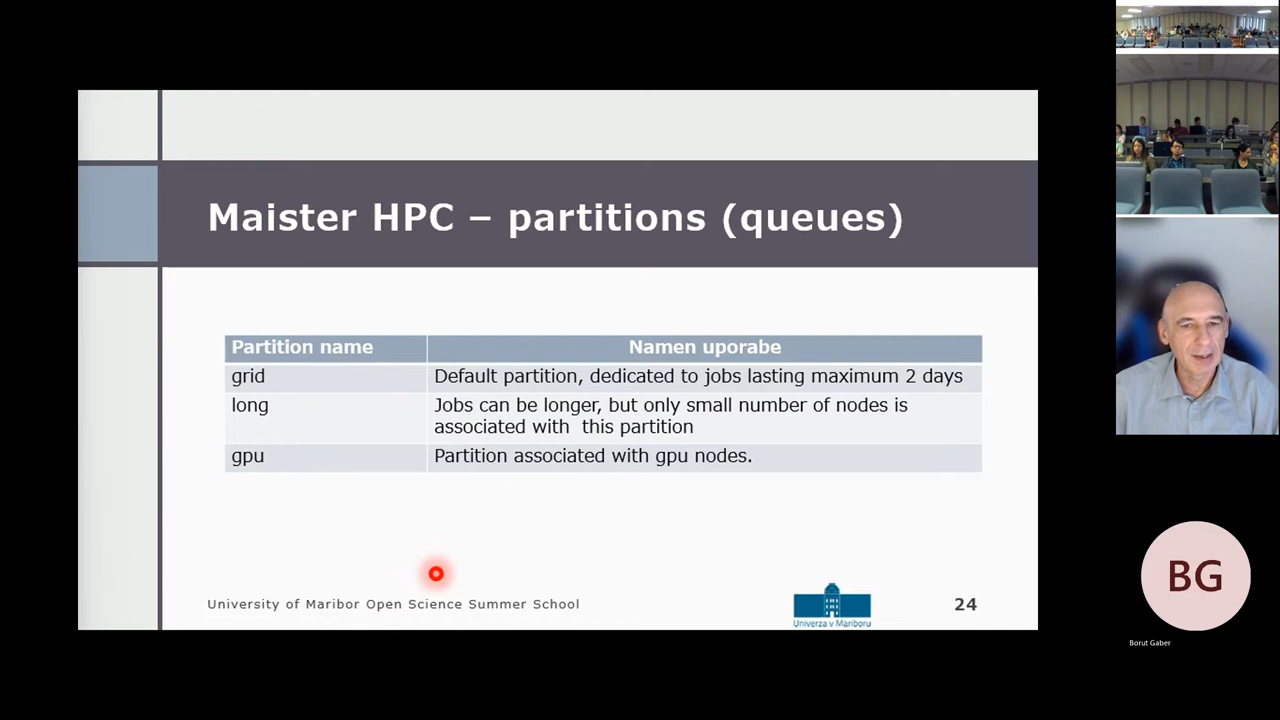 Maister HPC – partitions (queues)
Partition name
Namen uporabe
grid
Default partition, dedicated to jobs lasting maximum 2 days
long
Jobs can be longer, but only small number of nodes is
associated with  this partition
gpu
Partition associated with gpu nodes.
University of Maribor Open Science Summer School
Univerza v Mariboru
24
BG
Borut Gaber